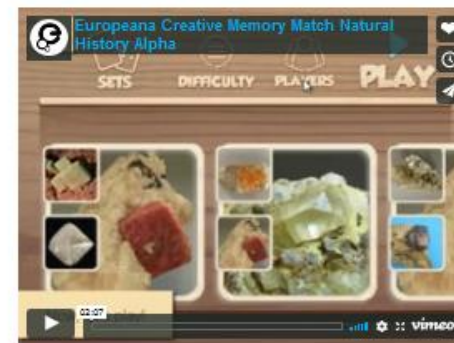 Europeana Creative Memory Match Natural
History Alpha
SETS
DIFFICULTY
PLAYERS
PLAY
02:07
vimeo